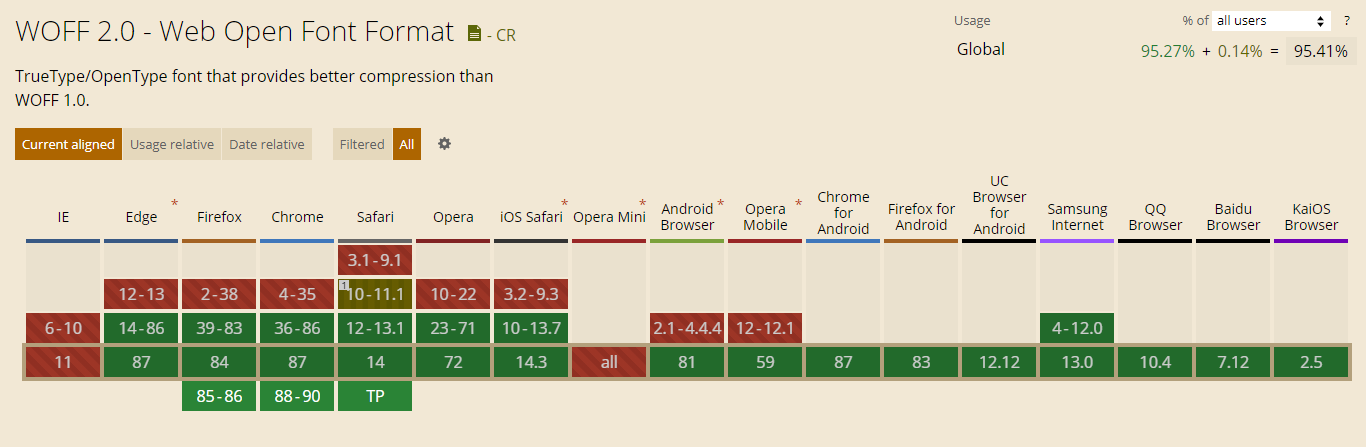 WOFF 2.0 - Web Open Font Format - CR
Usage % of all users ?
Global 95.27% + 0.14% = 95.41%
TrueType/OpenType font that provides better compression than
WOFF 1.0.
Current aligned Usage relative Date relative Filtered All
IE Edge * Firefox Chrome Safari Opera iOS Safari * Opera Mini * Android Browser * Opera Mobile * Chrome for Android Firefox for Android UC Browser for Android Samsung Internet QQ Browser Baidu Browser KaiOS Browser
3.1-9.1
12-13 2-38 4-35 1 10-11.1 10-22 3.2-9.3
6-10 14-86 39-83 36-86 12-13.1 23-71 10-13.7 2.1-4.4.4 12-12.1 4-12.0
11 87 84 87 14 72 14.3 all 81 59 87 83 12.12 13.0 10.4 7.12 2.5
85-86 88-90 TP